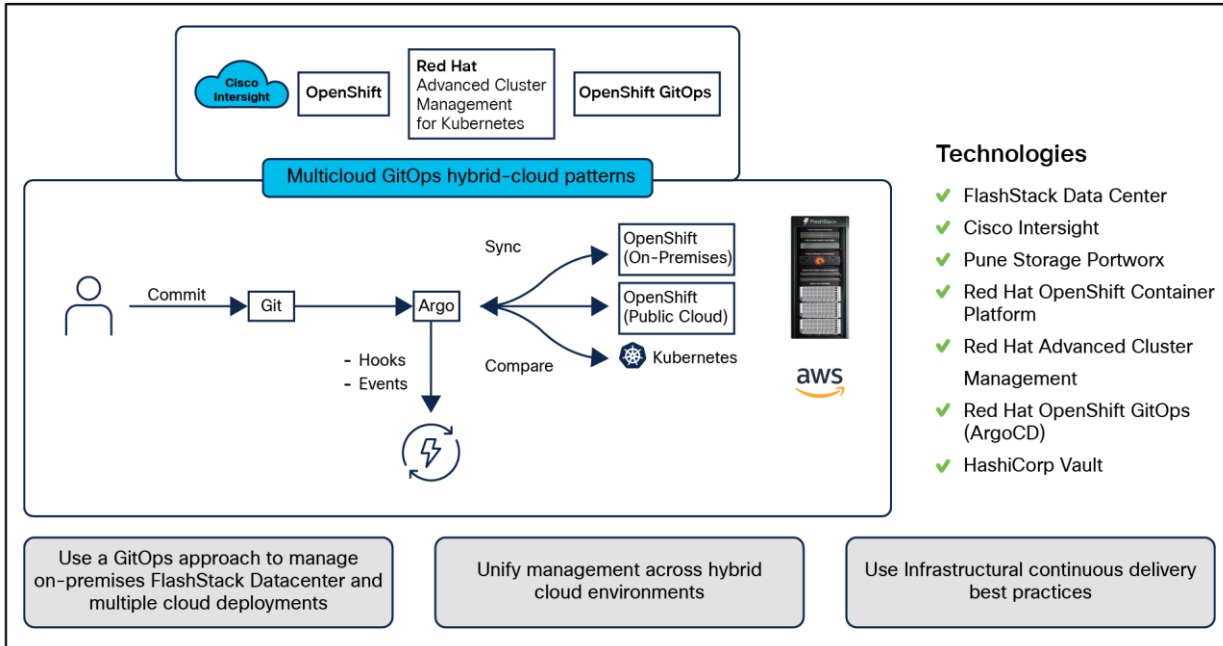 Cisco
Intersight
OpenShift
Red Hat
Advanced Cluster
Management
for Kubernetes
OpenShift GitOps
Multicloud GitOps hybrid-cloud patterns
Commit
Git
Argo
- Hooks
- Events
Sync
Compare
OpenShift
(On-Premises)
OpenShift
(Public Cloud)
Kubernetes
FlashStack
aws
Technologies
FlashStack Data Center
Cisco Intersight
Pune Storage Portworx
Red Hat OpenShift Container
Platform
Red Hat Advanced Cluster
Management
Red Hat OpenShift GitOps
(ArgoCD)
HashiCorp Vault
Use a GitOps approach to manage
on-premises FlashStack Datacenter and
multiple cloud deployments
Unify management across hybrid
cloud environments
Use Infrastructural continuous delivery
best practices